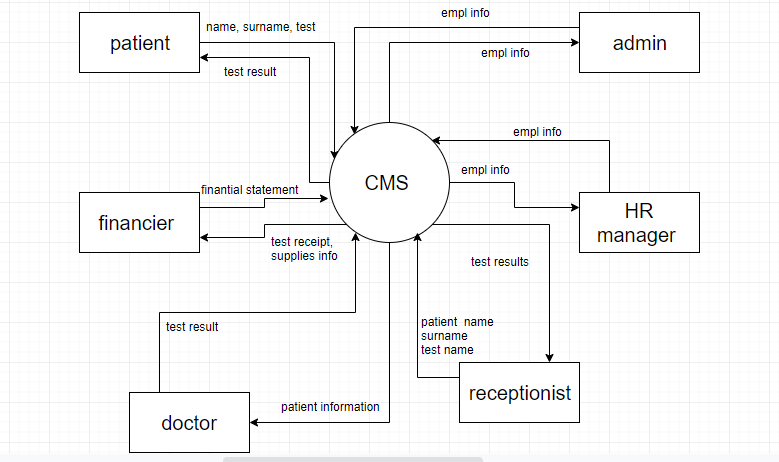 empl info
name, surname, test
patient
admin
empl info
test result
empl info
empl info
CMS
finantial statement
financier
HR
manager
test receipt,
supplies info
test results
test result
patient  name
surname
test name
receptionist
patient information
doctor